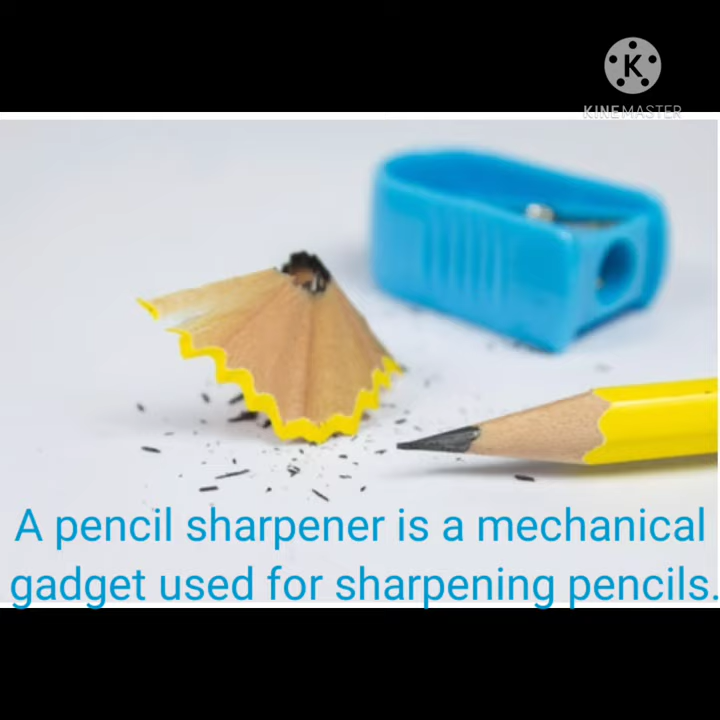 K
KINEMASTER
A pencil sharpener is a mechanical
gadget used for sharpening pencils.